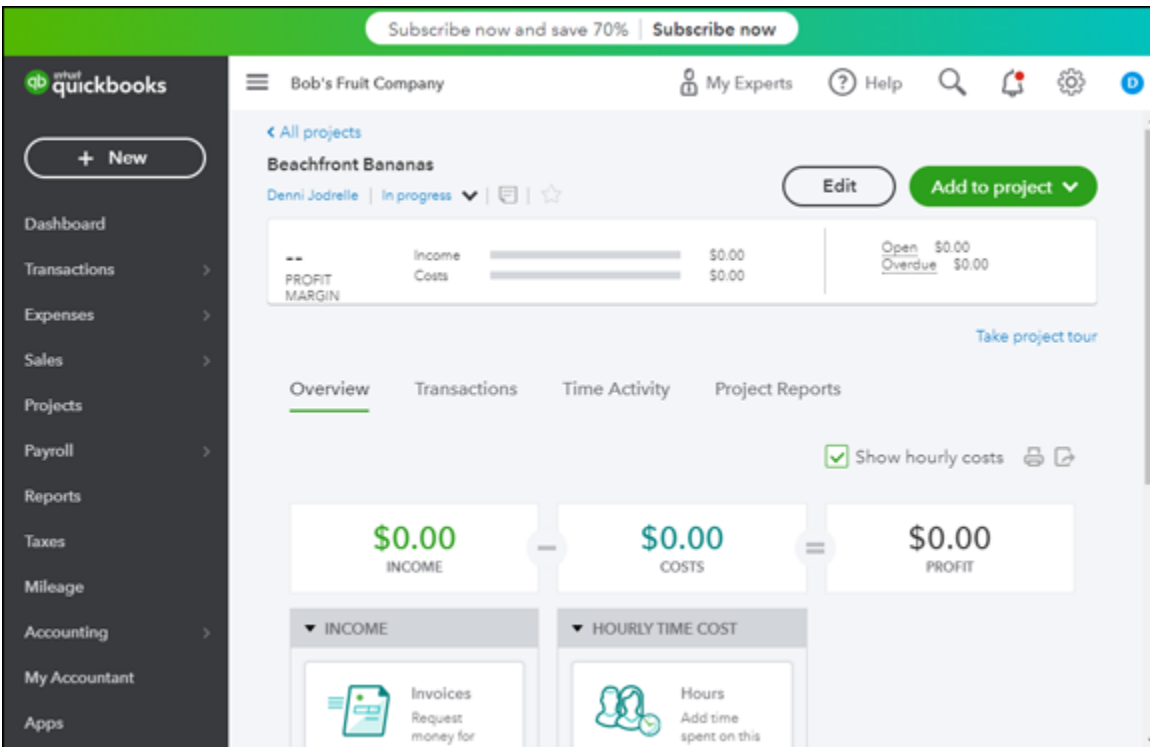 Subscribe now and save 70% | Subscribe now
intuit
qb quickbooks
Bob's Fruit Company
My Experts
? Help
D
+ New
Dashboard
Transactions
Expenses
Sales
Projects
Payroll
Reports
Taxes
Mileage
Accounting
My Accountant
Apps
All projects
Beachfront Bananas
Denni Jodrelle | In progress
Edit
Add to project
--
PROFIT
MARGIN
Income $0.00
Costs $0.00
Open $0.00
Overdue $0.00
Take project tour
Overview Transactions Time Activity Project Reports
Show hourly costs
$0.00 – $0.00 = $0.00
INCOME COSTS PROFIT
INCOME
Invoices
Request
money for
HOURLY TIME COST
Hours
Add time
spent on this